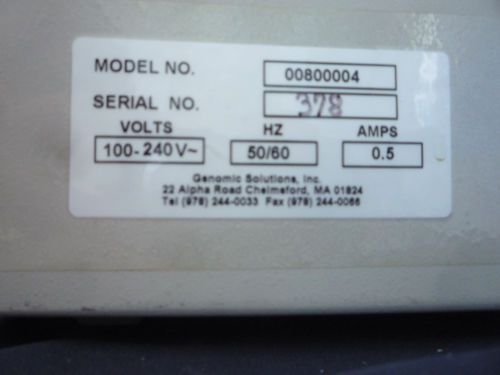 MODEL NO. 00800004
SERIAL NO. 378
VOLTS HZ AMPS
100-240V~ 50/60 0.5
Genomic Solutions, Inc.
22 Alpha Road Chelmsford, MA 01824
Tel (978) 244-0033 Fax (978) 244-0066